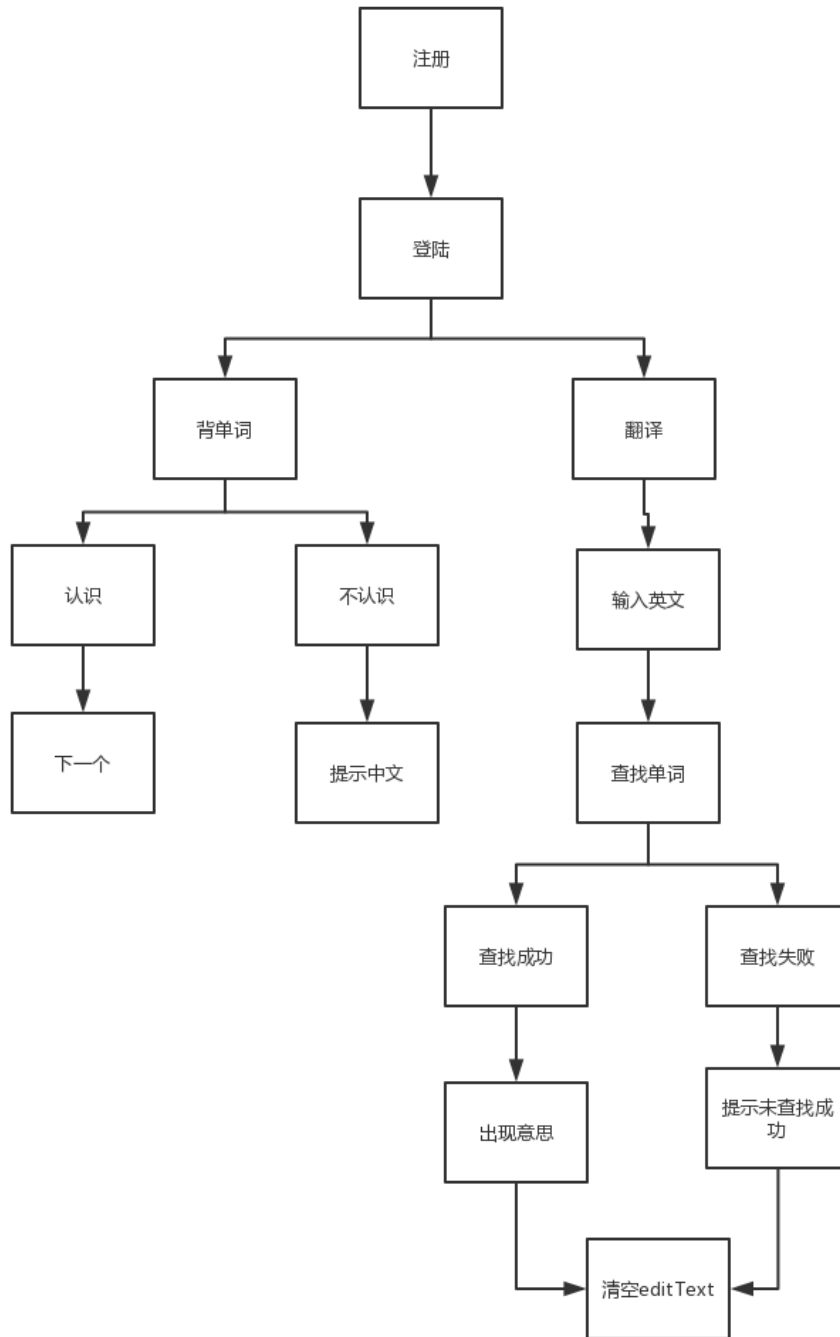 注册
登陆
背单词
翻译
认识
不认识
输入英文
下一个
提示中文
查找单词
查找成功
查找失败
出现意思
提示未查找成
功
清空editText